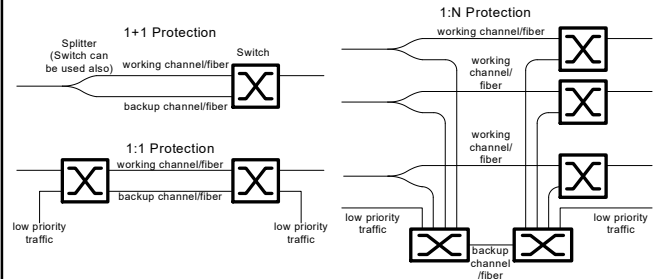 1+1 Protection
Splitter
(Switch can
be used also)
working channel/fiber
Switch
backup channel/fiber
1:1 Protection
working channel/fiber
backup channel/fiber
low priority
traffic
low priority
traffic
1:N Protection
working channel/fiber
working
channel/
fiber
working
channel/
fiber
low priority
traffic
low priority
traffic
backup
channel
/fiber